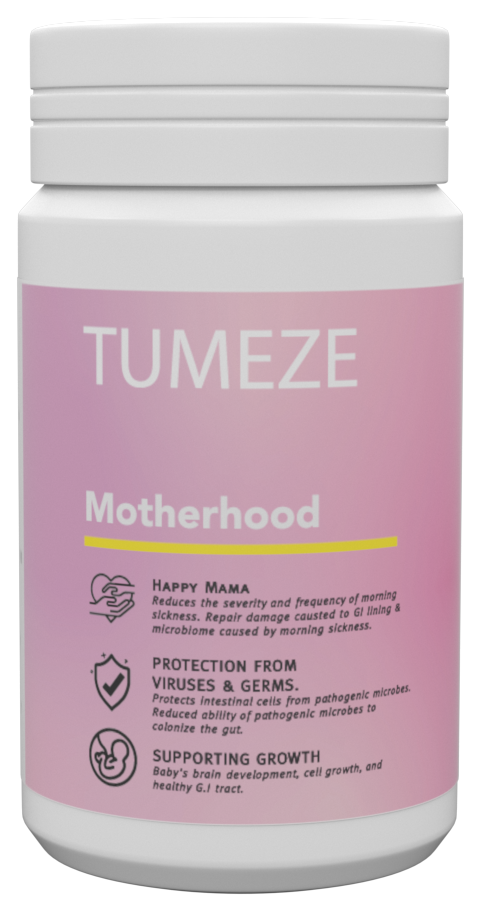 TUMEZE
Motherhood
HAPPY MAMA
Reduces the severity and frequency of morning
sickness. Repair damage causted to GI lining &
microbiome caused by morning sickness.
PROTECTION FROM
VIRUSES & GERMS.
Protects intestinal cells from pathogenic microbes.
Reduced ability of pathogenic microbes to
colonize the gut.
SUPPORTING GROWTH
Baby's brain development, cell growth, and
healthy G.I tract.